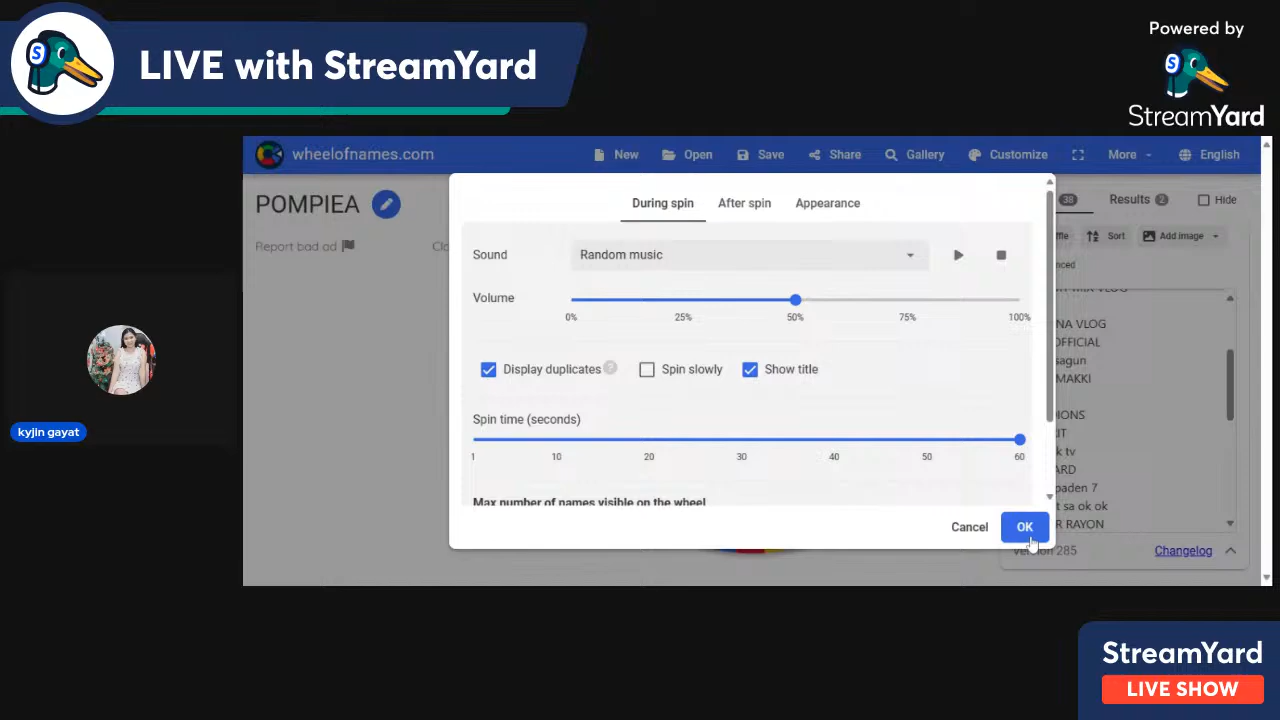 LIVE with StreamYard
Powered by
StreamYard
wheelofnames.com
New
Open
Save
Share
Gallery
Customize
More
English
POMPIEA
Report bad ad
During spin
After spin
Appearance
38
Results 2
Hide
Sort
Add image
Sound
Random music
Volume
0%
25%
50%
75%
100%
NA VLOG
OFFICIAL
sagun
MAKKI
Display duplicates
Spin slowly
Show title
IONS
IT
k tv
ARD
paden 7
t sa ok ok
R RAYON
Spin time (seconds)
1
10
20
30
40
50
60
Max number of names visible on the wheel
Cancel
OK
Version 285
Changelog
kyjin gayat
StreamYard
LIVE SHOW